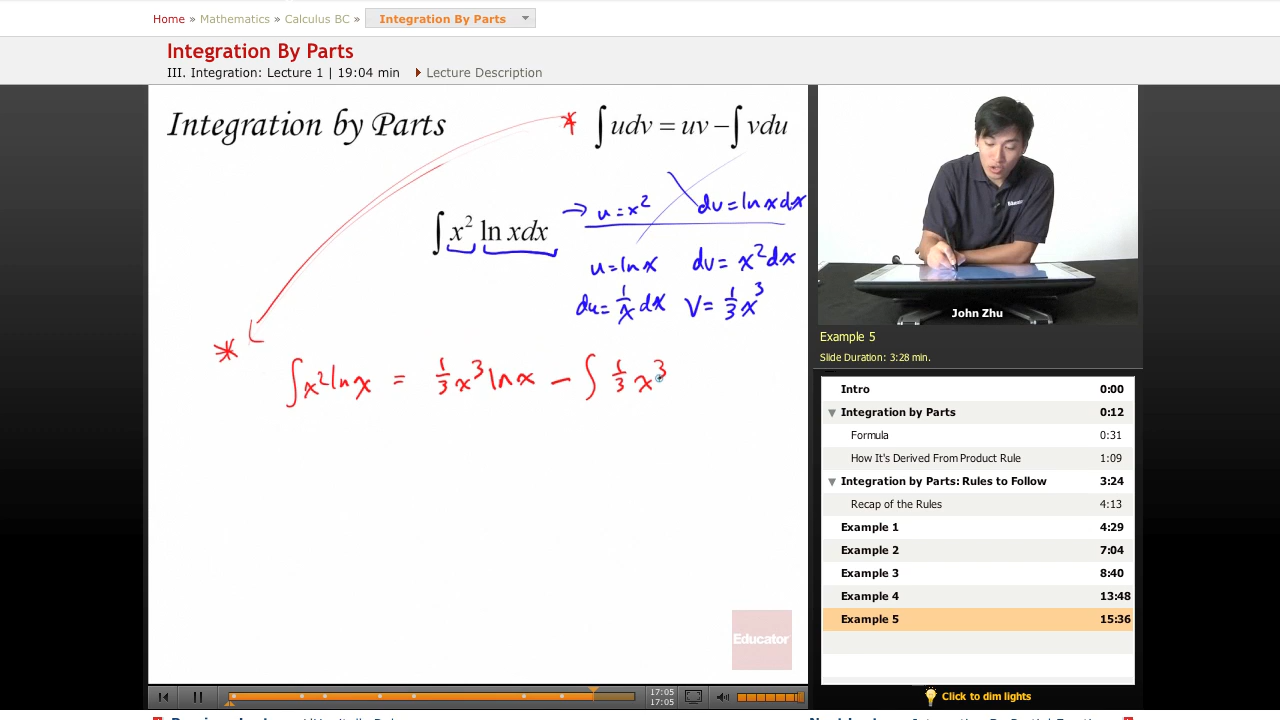 Home » Mathematics » Calculus BC » Integration By Parts
Integration By Parts
III. Integration: Lecture 1 | 19:04 min Lecture Description
Integration by Parts
* ∫udv = uv − ∫vdu
∫x² ln xdx
→ u = x² dv = ln x dx
u = ln x dv = x² dx
du = 1/x dx V = 1/3 x³
*
∫x² ln x = 1/3 x³ ln x − ∫ 1/3 x³
Educator
17:05
17:05
John Zhu
Example 5
Slide Duration: 3:28 min.
Intro 0:00
Integration by Parts 0:12
Formula 0:31
How It's Derived From Product Rule 1:09
Integration by Parts: Rules to Follow 3:24
Recap of the Rules 4:13
Example 1 4:29
Example 2 7:04
Example 3 8:40
Example 4 13:48
Example 5 15:36
Click to dim lights